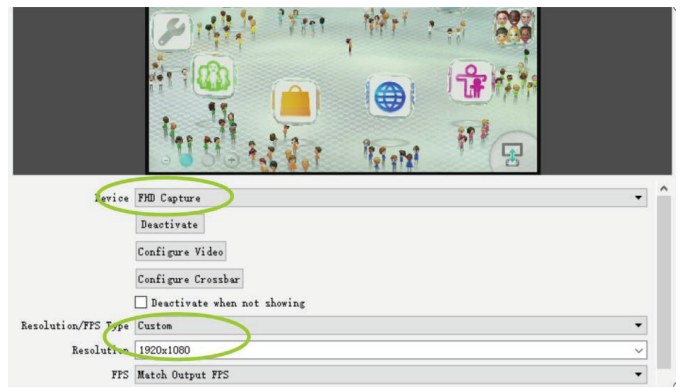 Device FHD Capture
Deactivate
Configure Video
Configure Crossbar
Deactivate when not showing
Resolution/FPS Type Custom
Resolution 1920x1080
FPS Match Output FPS